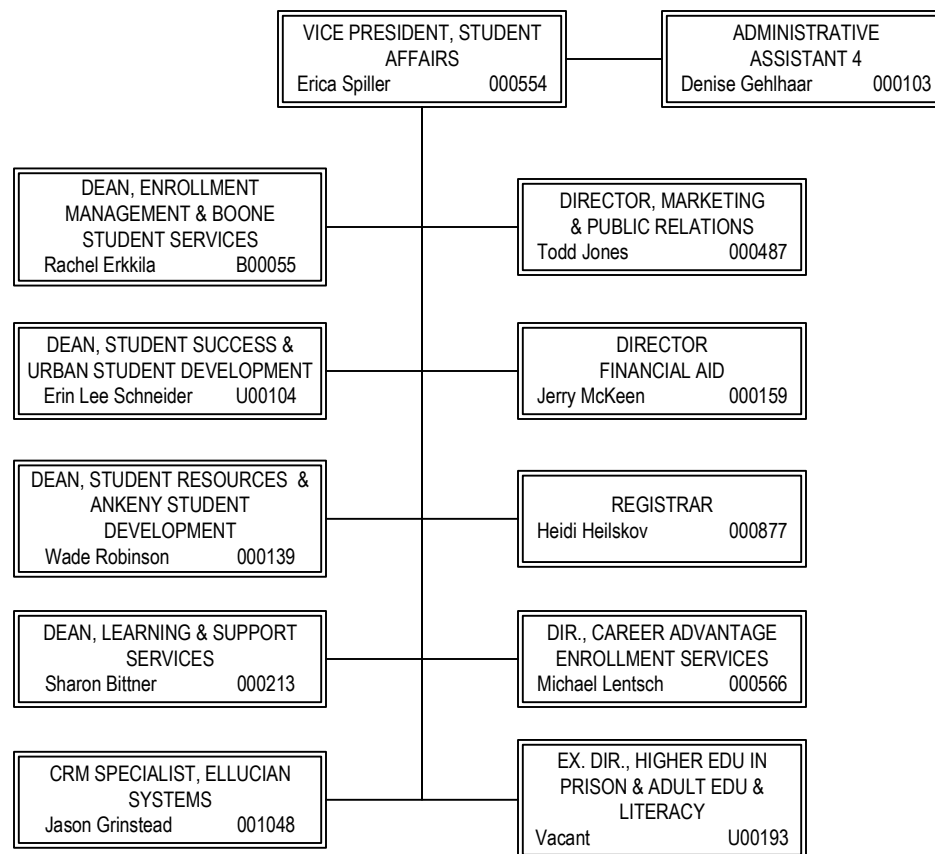 VICE PRESIDENT, STUDENT
AFFAIRS
Erica Spiller 000554
ADMINISTRATIVE
ASSISTANT 4
Denise Gehlhaar 000103
DEAN, ENROLLMENT
MANAGEMENT & BOONE
STUDENT SERVICES
Rachel Erkkila B00055
DIRECTOR, MARKETING
& PUBLIC RELATIONS
Todd Jones 000487
DEAN, STUDENT SUCCESS &
URBAN STUDENT DEVELOPMENT
Erin Lee Schneider U00104
DIRECTOR
FINANCIAL AID
Jerry McKeen 000159
DEAN, STUDENT RESOURCES &
ANKENY STUDENT
DEVELOPMENT
Wade Robinson 000139
REGISTRAR
Heidi Heilskov 000877
DEAN, LEARNING & SUPPORT
SERVICES
Sharon Bittner 000213
DIR., CAREER ADVANTAGE
ENROLLMENT SERVICES
Michael Lentsch 000566
CRM SPECIALIST, ELLUCIAN
SYSTEMS
Jason Grinstead 001048
EX. DIR., HIGHER EDU IN
PRISON & ADULT EDU &
LITERACY
Vacant U00193